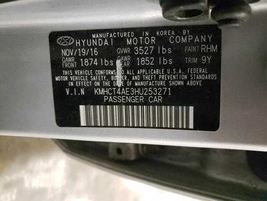 MANUFACTURED IN KOREA BY
HYUNDAI MOTOR COMPANY
NOV/19/16 GVWR 3527 lbs PAINT RHM
GAWR FRONT 1874 lbs GAWR REAR 1852 lbs TRIM 9Y
THIS VEHICLE CONFORMS TO ALL APPLICABLE
FEDERAL MOTOR VEHICLE SAFETY, BUMPER,
AND THEFT PREVENTION STANDARDS
IN EFFECT ON THE DATE OF
MANUFACTURE SHOWN ABOVE.
V.I.N KMHCT4AE3HU253271
PASSENGER CAR